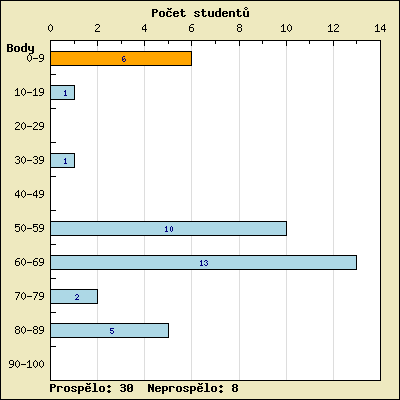 Počet studentů
0 2 4 6 8 10 12 14
Body
0-9 6
10-19 1
20-29
30-39 1
40-49
50-59 10
60-69 13
70-79 2
80-89 5
90-100
Prospělo: 30 Neprospělo: 8